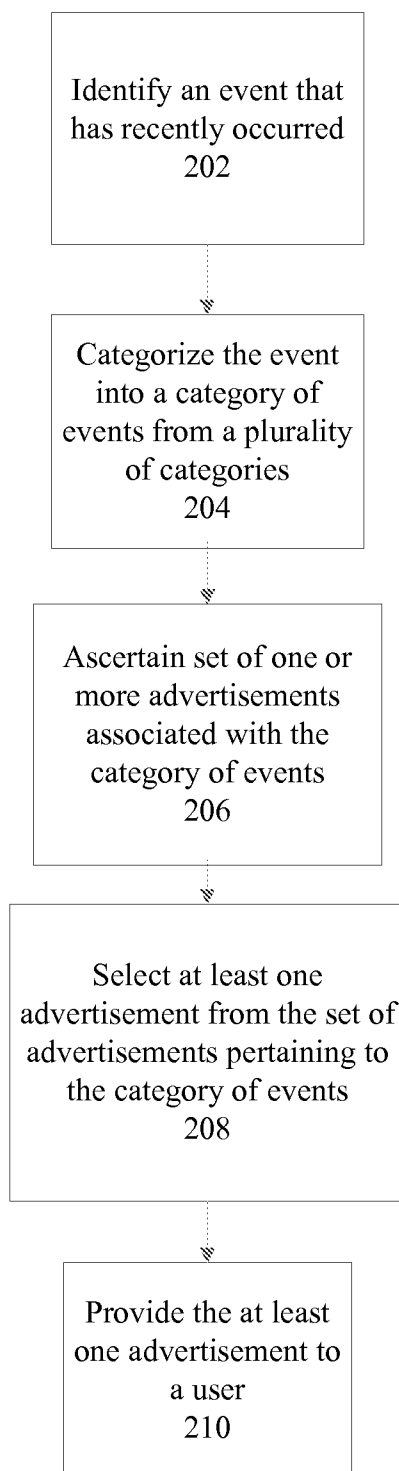 Identify an event that
has recently occurred
202
Categorize the event
into a category of
events from a plurality
of categories
204
Ascertain set of one or
more advertisements
associated with the
category of events
206
Select at least one
advertisement from the set of
advertisements pertaining to
the category of events
208
Provide the at least
one advertisement to
a user
210